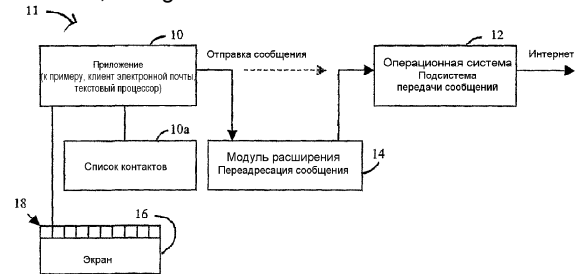 11
10
Приложение
(к примеру, клиент электронной почты,
текстовый процессор)
Отправка сообщения
12
Операционная система
Подсистема
передачи сообщений
Интернет
10а
Список контактов
Модуль расширения
Переадресация сообщения
14
18
16
Экран